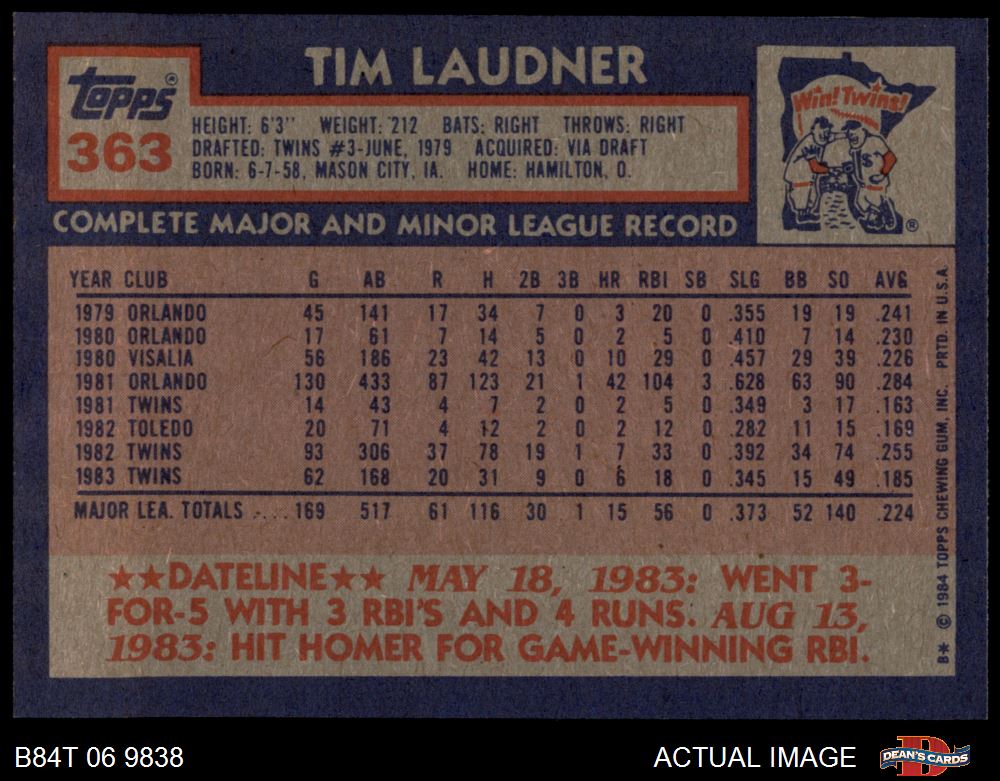 TIM LAUDNER
Topps®
363
HEIGHT: 6'3" WEIGHT: 212 BATS: RIGHT THROWS: RIGHT
DRAFTED: TWINS #3-JUNE, 1979 ACQUIRED: VIA DRAFT
BORN: 6-7-58, MASON CITY, IA. HOME: HAMILTON, O.
Win! Twins!
®
COMPLETE MAJOR AND MINOR LEAGUE RECORD
YEAR CLUB G AB R H 2B 3B HR RBI SB SLG BB SO AVG
1979 ORLANDO 45 141 17 34 7 0 3 20 0 .355 19 19 .241
1980 ORLANDO 17 61 7 14 5 0 2 5 0 .410 7 14 .230
1980 VISALIA 56 186 23 42 13 0 10 29 0 .457 29 39 .226
1981 ORLANDO 130 433 87 123 21 1 42 104 3 .628 63 90 .284
1981 TWINS 14 43 4 7 2 0 2 5 0 .349 3 17 .163
1982 TOLEDO 20 71 4 12 2 0 2 12 0 .282 11 15 .169
1982 TWINS 93 306 37 78 19 1 7 33 0 .392 34 74 .255
1983 TWINS 62 168 20 31 9 0 6 18 0 .345 15 49 .185
MAJOR LEA. TOTALS .... 169 517 61 116 30 1 15 56 0 .373 52 140 .224
★★DATELINE★★ MAY 18, 1983: WENT 3-
FOR-5 WITH 3 RBI'S AND 4 RUNS. AUG 13,
1983: HIT HOMER FOR GAME-WINNING RBI.
B* © 1984 TOPPS CHEWING GUM, INC. PRTD. IN U.S.A.
B84T 06 9838
ACTUAL IMAGE
DEAN'S CARDS